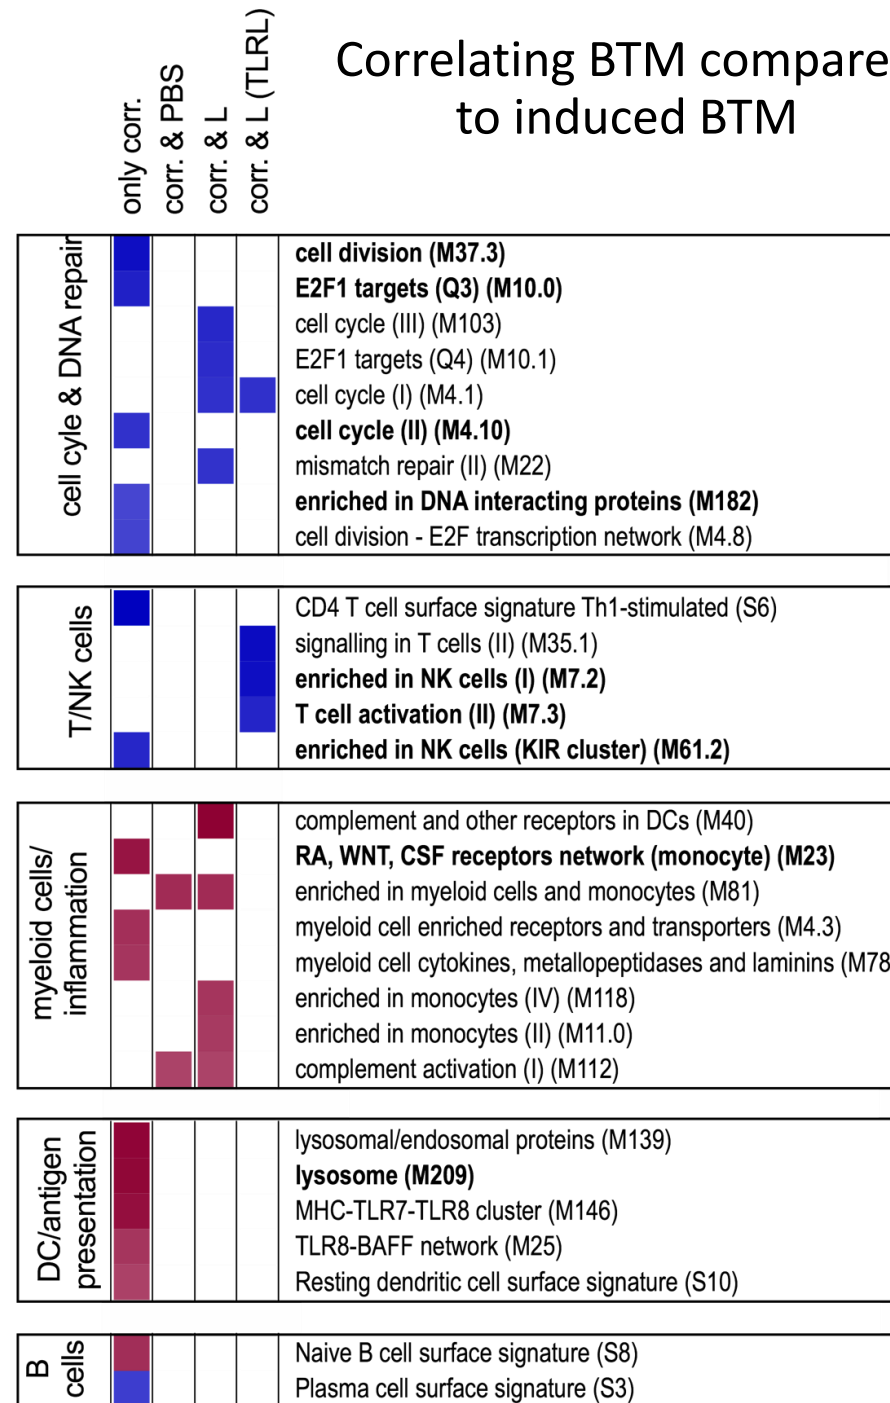 Correlating BTM compare
to induced BTM
only corr.
corr. & PBS
corr. & L
corr. & L (TLRL)
cell cyle & DNA repair
cell division (M37.3)
E2F1 targets (Q3) (M10.0)
cell cycle (III) (M103)
E2F1 targets (Q4) (M10.1)
cell cycle (I) (M4.1)
cell cycle (II) (M4.10)
mismatch repair (II) (M22)
enriched in DNA interacting proteins (M182)
cell division - E2F transcription network (M4.8)
T/NK cells
CD4 T cell surface signature Th1-stimulated (S6)
signalling in T cells (II) (M35.1)
enriched in NK cells (I) (M7.2)
T cell activation (II) (M7.3)
enriched in NK cells (KIR cluster) (M61.2)
myeloid cells/
inflammation
complement and other receptors in DCs (M40)
RA, WNT, CSF receptors network (monocyte) (M23)
enriched in myeloid cells and monocytes (M81)
myeloid cell enriched receptors and transporters (M4.3)
myeloid cell cytokines, metallopeptidases and laminins (M78
enriched in monocytes (IV) (M118)
enriched in monocytes (II) (M11.0)
complement activation (I) (M112)
DC/antigen
presentation
lysosomal/endosomal proteins (M139)
lysosome (M209)
MHC-TLR7-TLR8 cluster (M146)
TLR8-BAFF network (M25)
Resting dendritic cell surface signature (S10)
B
cells
Naive B cell surface signature (S8)
Plasma cell surface signature (S3)